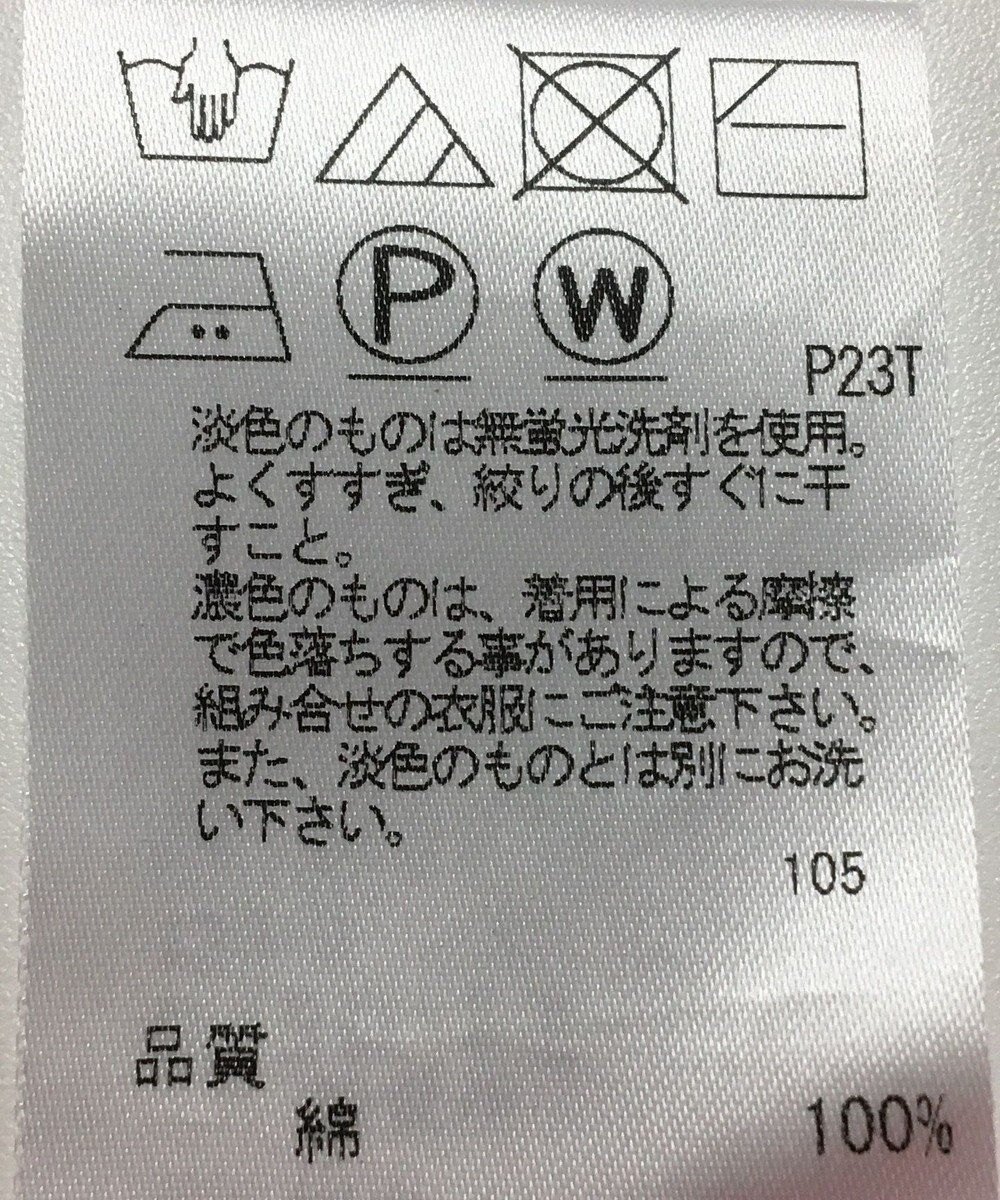 P W
P23T
淡色のものは無蛍光洗剤を使用。
よくすすぎ、絞りの後すぐに干
すこと。
濃色のものは、着用による摩擦
で色落ちする事がありますので、
組み合せの衣服にご注意下さい。
また、淡色のものとは別にお洗
い下さい。
105
品質
綿 100%